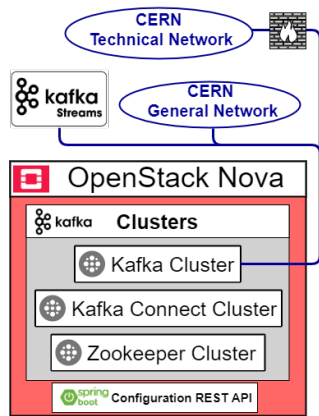 CERN
Technical Network
kafka
Streams
CERN
General Network
OpenStack Nova
kafka Clusters
Kafka Cluster
Kafka Connect Cluster
Zookeeper Cluster
spring
boot
Configuration REST API